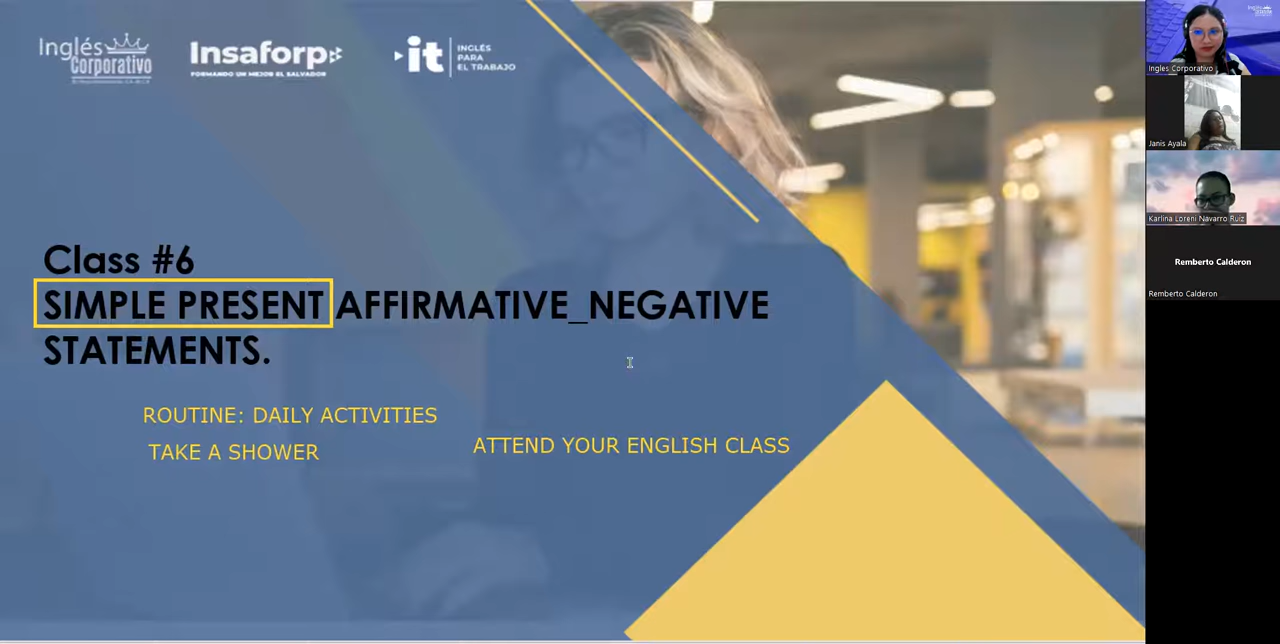 Inglés
Corporativo
Insaforp
FORMANDO UN MEJOR EL SALVADOR
it
INGLÉS
PARA
EL TRABAJO
Class #6
SIMPLE PRESENT AFFIRMATIVE_NEGATIVE
STATEMENTS.
ROUTINE: DAILY ACTIVITIES
TAKE A SHOWER
ATTEND YOUR ENGLISH CLASS
Ingles Corporativo
Janis Ayala
Karlina Loreni Navarro Ruiz
Remberto Calderon
Remberto Calderon